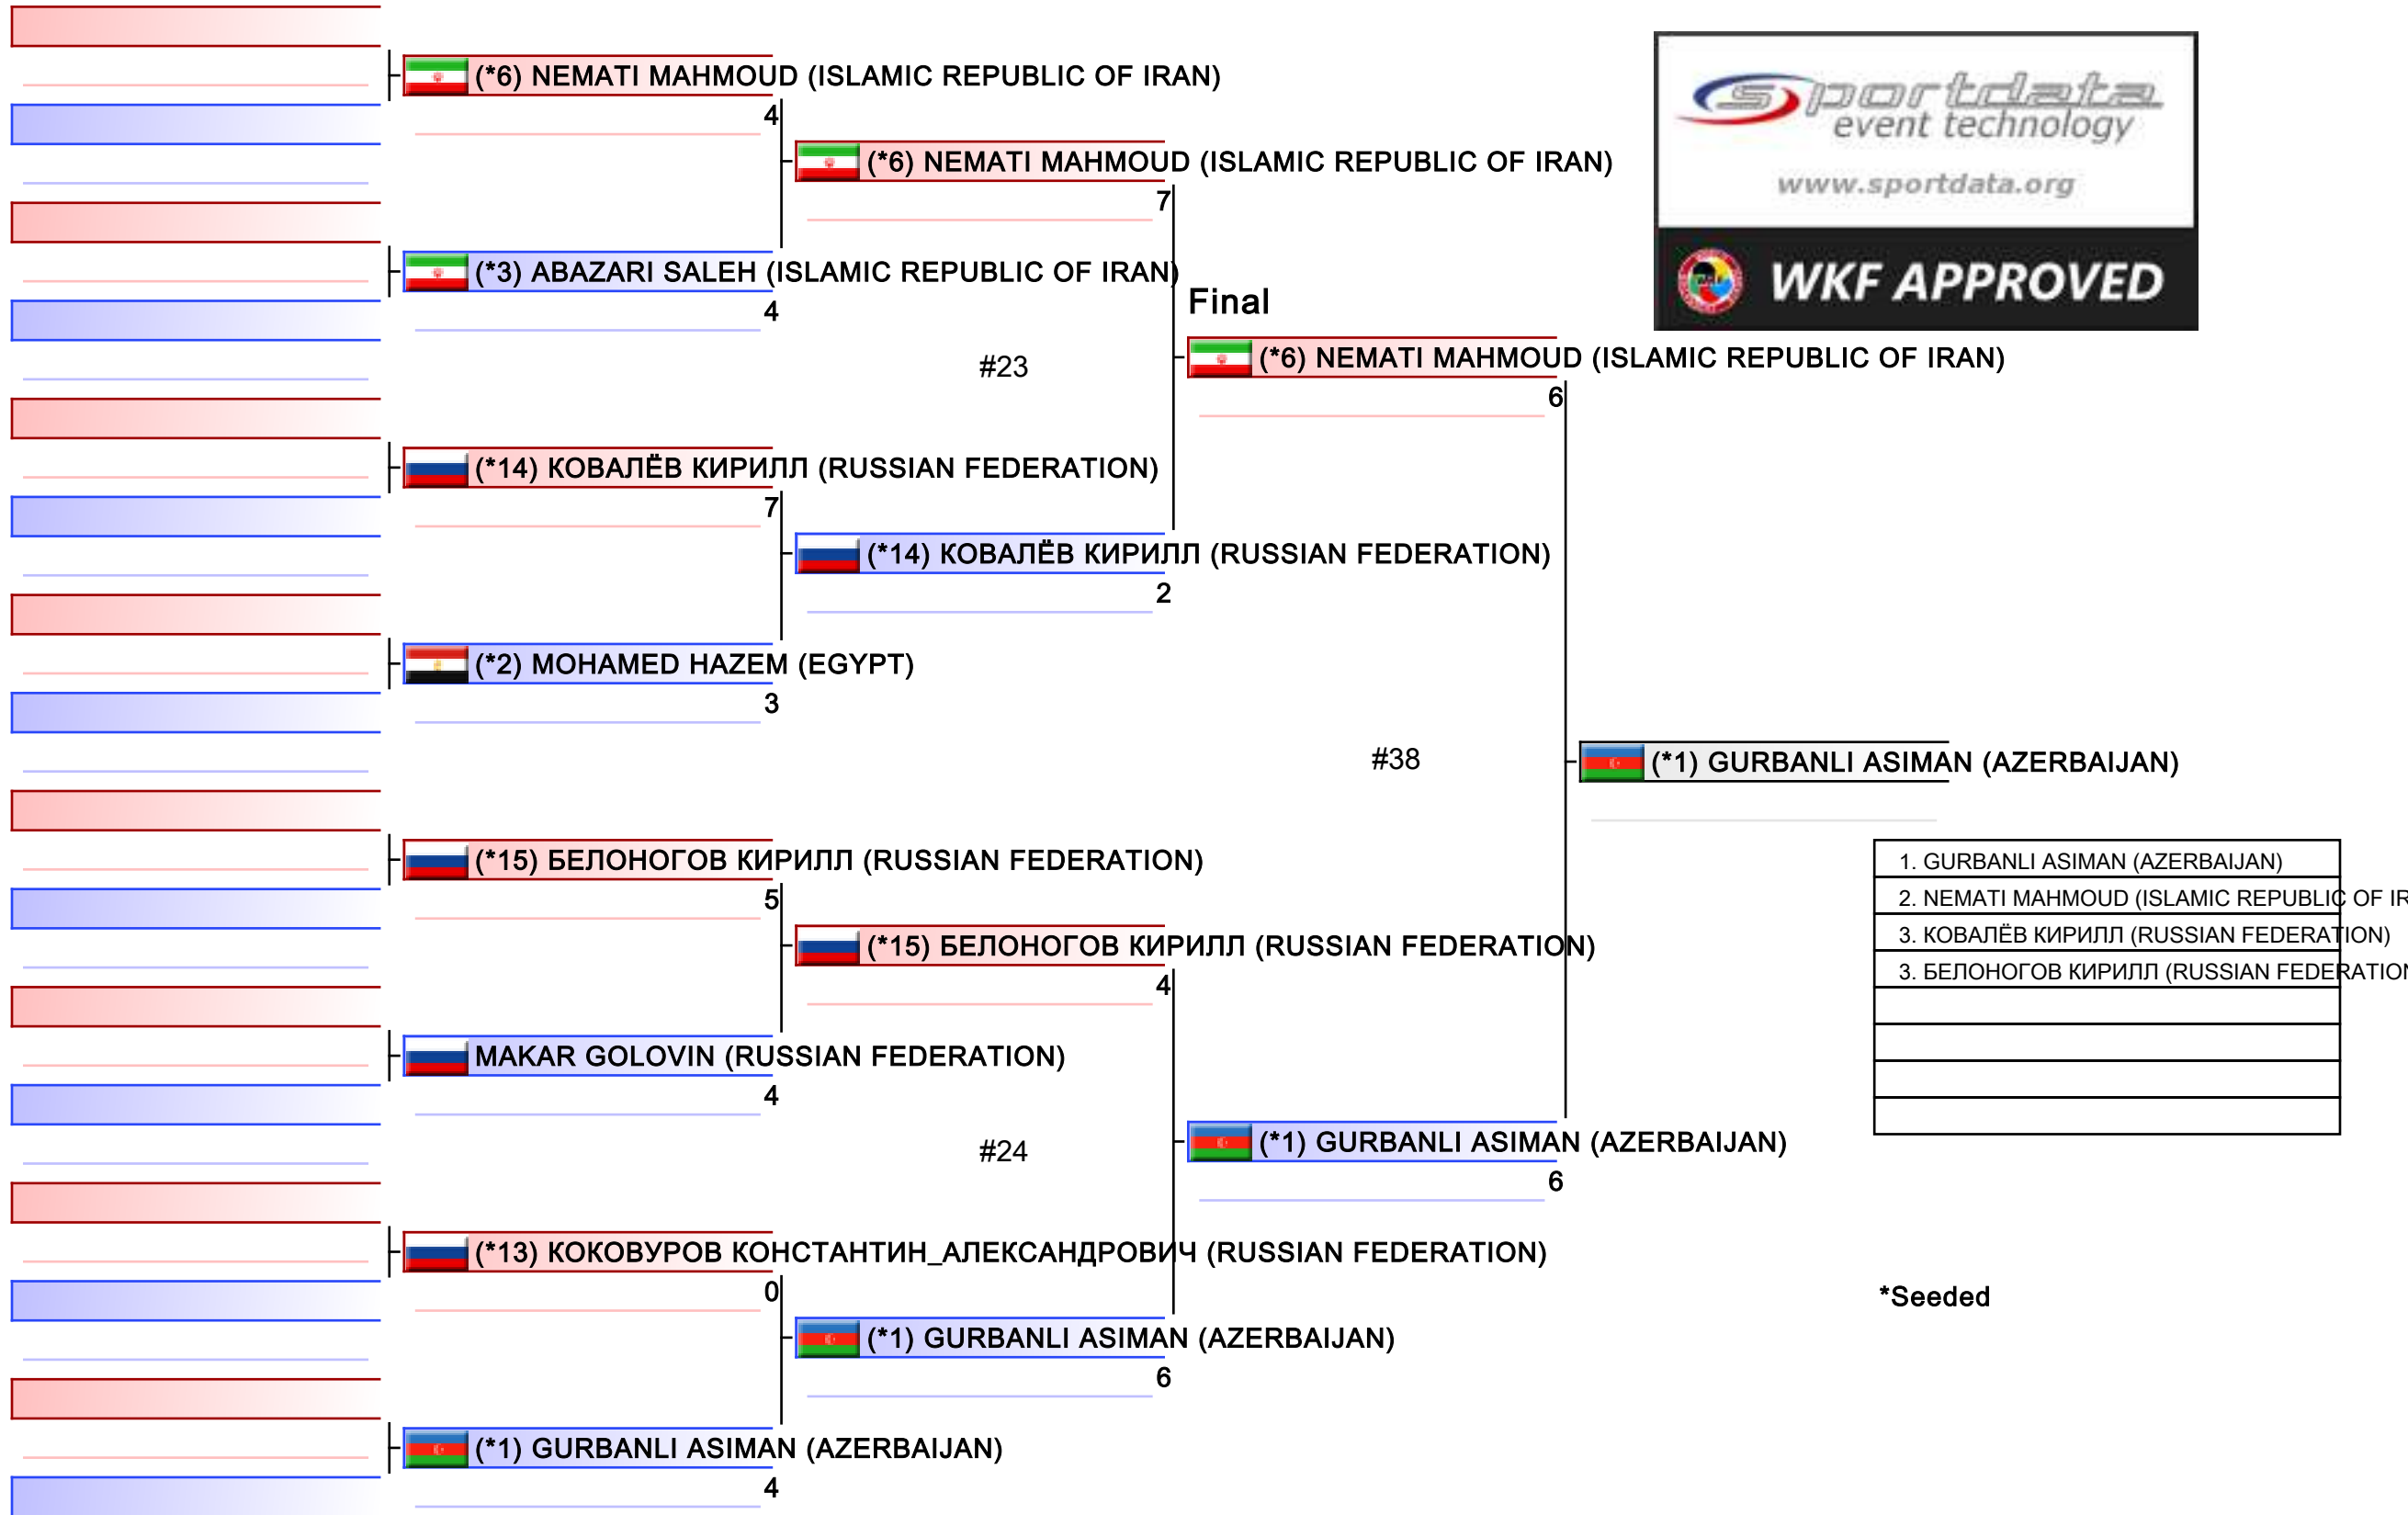 (*6) NEMATI MAHMOUD (ISLAMIC REPUBLIC OF IRAN)
4
(*3) ABAZARI SALEH (ISLAMIC REPUBLIC OF IRAN)
4
(*14) КОВАЛЁВ КИРИЛЛ (RUSSIAN FEDERATION)
7
(*2) MOHAMED HAZEM (EGYPT)
3
(*15) БЕЛОНОГОВ КИРИЛЛ (RUSSIAN FEDERATION)
5
MAKAR GOLOVIN (RUSSIAN FEDERATION)
4
(*13) КОКОВУРОВ КОНСТАНТИН_АЛЕКСАНДРОВИЧ (RUSSIAN FEDERATION)
0
(*1) GURBANLI ASIMAN (AZERBAIJAN)
4
(*6) NEMATI MAHMOUD (ISLAMIC REPUBLIC OF IRAN)
7
#23
(*14) КОВАЛЁВ КИРИЛЛ (RUSSIAN FEDERATION)
2
(*15) БЕЛОНОГОВ КИРИЛЛ (RUSSIAN FEDERATION)
4
#24
(*1) GURBANLI ASIMAN (AZERBAIJAN)
6
Final
(*6) NEMATI MAHMOUD (ISLAMIC REPUBLIC OF IRAN)
6
#38
(*1) GURBANLI ASIMAN (AZERBAIJAN)
6
(*1) GURBANLI ASIMAN (AZERBAIJAN)
sportdata
event technology
www.sportdata.org
WKF APPROVED
1. GURBANLI ASIMAN (AZERBAIJAN)
2. NEMATI MAHMOUD (ISLAMIC REPUBLIC OF IR
3. КОВАЛЁВ КИРИЛЛ (RUSSIAN FEDERATION)
3. БЕЛОНОГОВ КИРИЛЛ (RUSSIAN FEDERATION
*Seeded